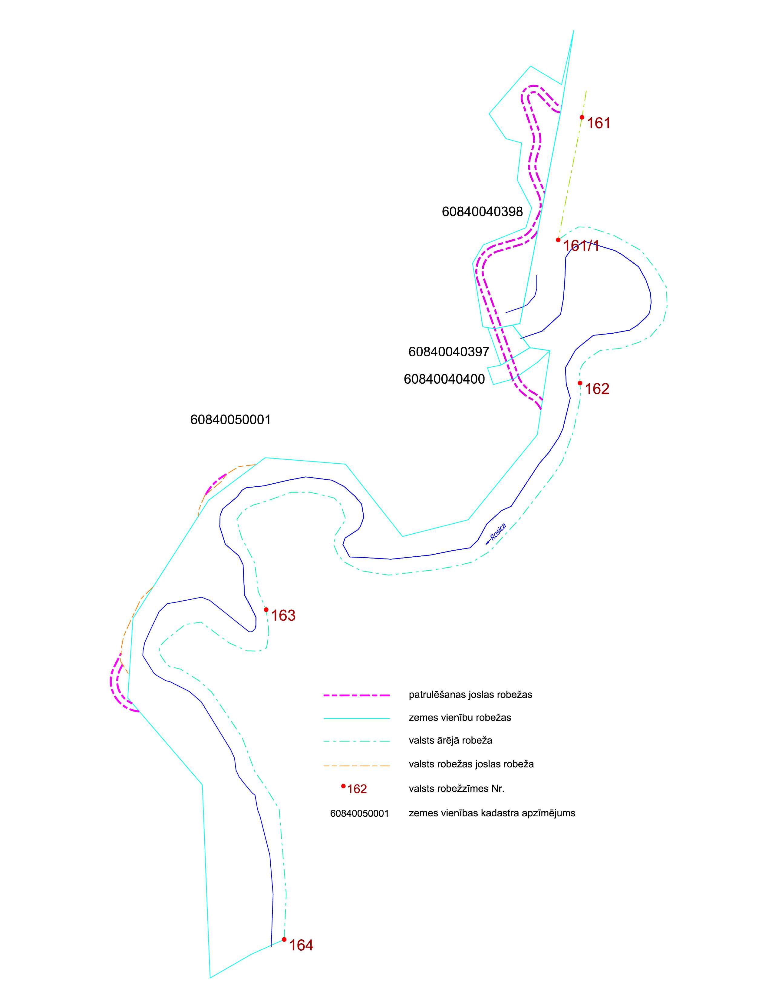 161
60840040398
161/1
60840040397
60840040400
162
60840050001
Rosica
163
patrulēšanas joslas robežas
zemes vienību robežas
valsts ārējā robeža
valsts robežas joslas robeža
162 valsts robežzīmes Nr.
60840050001 zemes vienības kadastra apzīmējums
164